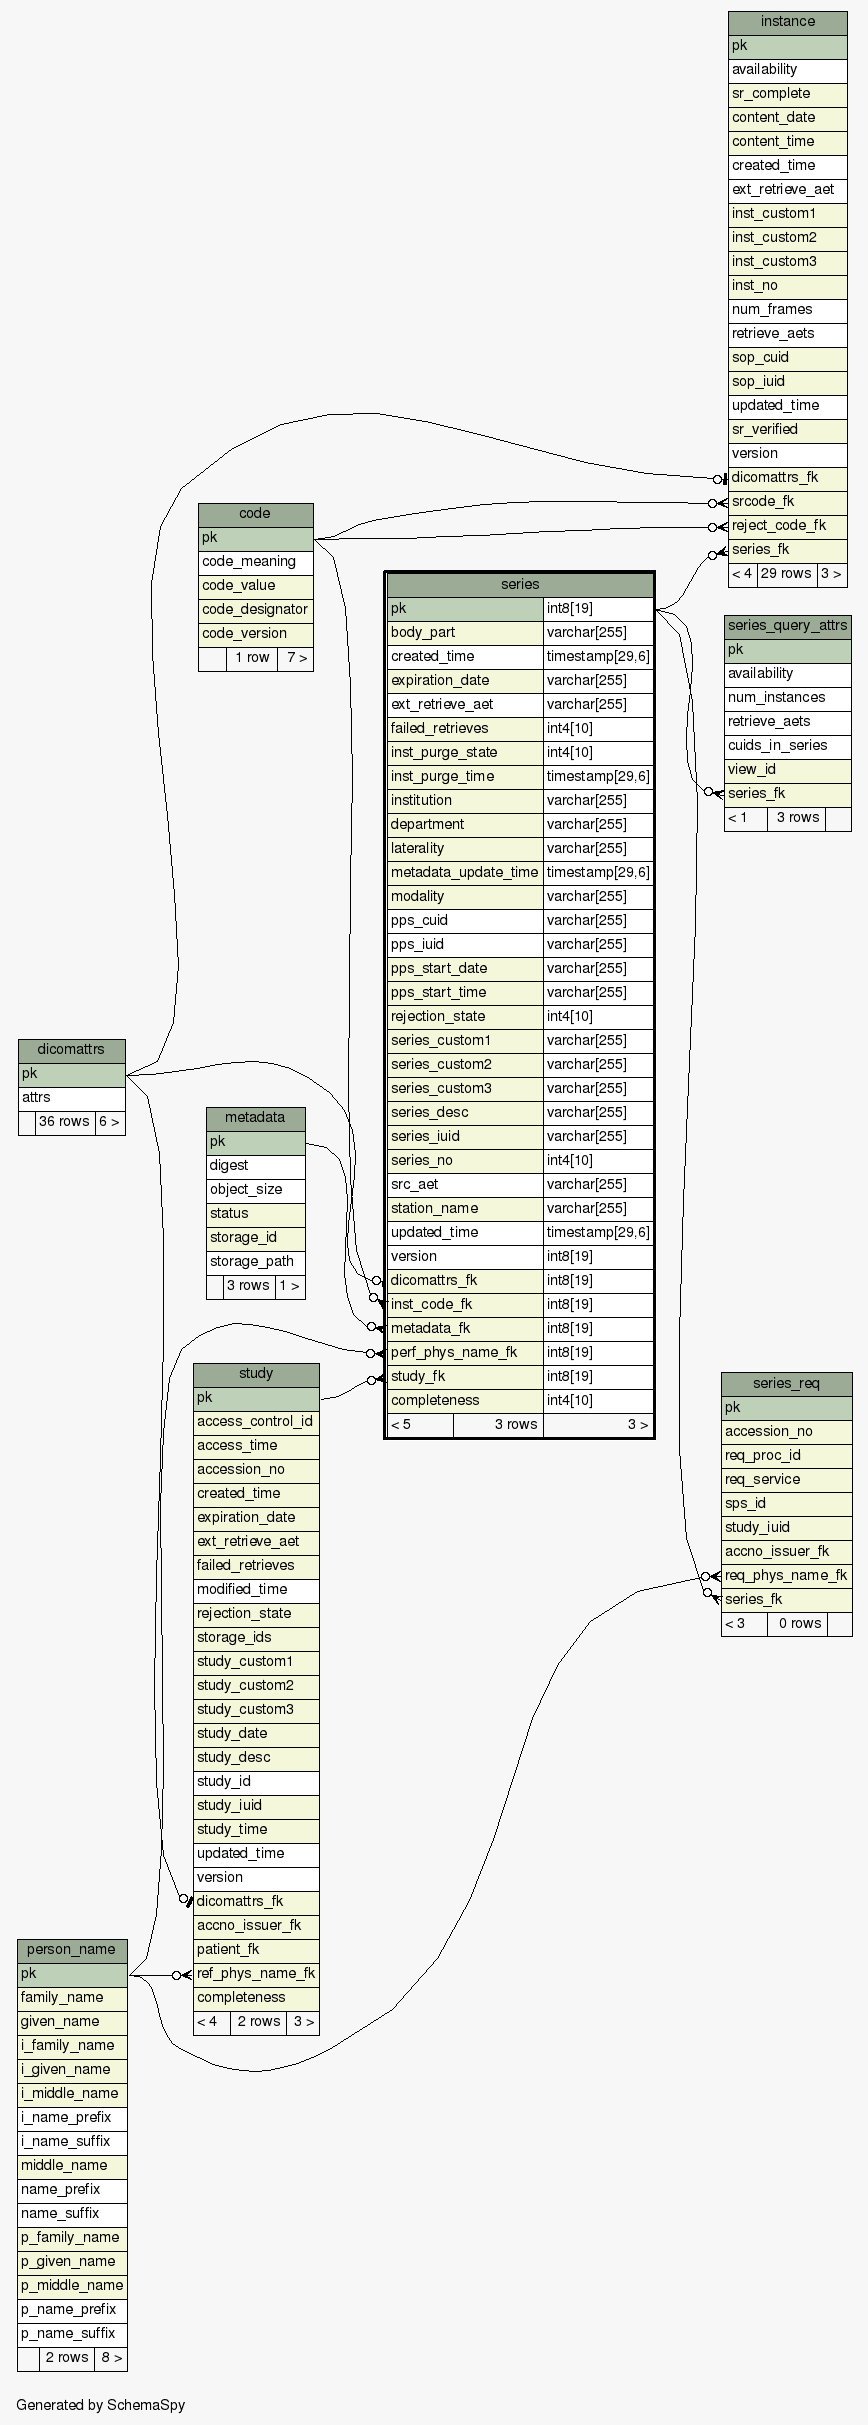 instance
pk
availability
sr_complete
content_date
content_time
created_time
ext_retrieve_aet
inst_custom1
inst_custom2
inst_custom3
inst_no
num_frames
retrieve_aets
sop_cuid
sop_iuid
updated_time
sr_verified
version
dicomattrs_fk
srcode_fk
reject_code_fk
series_fk
< 4 29 rows 3 >
code
pk
code_meaning
code_value
code_designator
code_version
1 row 7 >
series
pk int8[19]
body_part varchar[255]
created_time timestamp[29,6]
expiration_date varchar[255]
ext_retrieve_aet varchar[255]
failed_retrieves int4[10]
inst_purge_state int4[10]
inst_purge_time timestamp[29,6]
institution varchar[255]
department varchar[255]
laterality varchar[255]
metadata_update_time timestamp[29,6]
modality varchar[255]
pps_cuid varchar[255]
pps_iuid varchar[255]
pps_start_date varchar[255]
pps_start_time varchar[255]
rejection_state int4[10]
series_custom1 varchar[255]
series_custom2 varchar[255]
series_custom3 varchar[255]
series_desc varchar[255]
series_iuid varchar[255]
series_no int4[10]
src_aet varchar[255]
station_name varchar[255]
updated_time timestamp[29,6]
version int8[19]
dicomattrs_fk int8[19]
inst_code_fk int8[19]
metadata_fk int8[19]
perf_phys_name_fk int8[19]
study_fk int8[19]
completeness int4[10]
< 5 3 rows 3 >
series_query_attrs
pk
availability
num_instances
retrieve_aets
cuids_in_series
view_id
series_fk
< 1 3 rows
dicomattrs
pk
attrs
36 rows 6 >
metadata
pk
digest
object_size
status
storage_id
storage_path
3 rows 1 >
study
pk
access_control_id
access_time
accession_no
created_time
expiration_date
ext_retrieve_aet
failed_retrieves
modified_time
rejection_state
storage_ids
study_custom1
study_custom2
study_custom3
study_date
study_desc
study_id
study_iuid
study_time
updated_time
version
dicomattrs_fk
accno_issuer_fk
patient_fk
ref_phys_name_fk
completeness
< 4 2 rows 3 >
series_req
pk
accession_no
req_proc_id
req_service
sps_id
study_iuid
accno_issuer_fk
req_phys_name_fk
series_fk
< 3 0 rows
person_name
pk
family_name
given_name
i_family_name
i_given_name
i_middle_name
i_name_prefix
i_name_suffix
middle_name
name_prefix
name_suffix
p_family_name
p_given_name
p_middle_name
p_name_prefix
p_name_suffix
2 rows 8 >
Generated by SchemaSpy